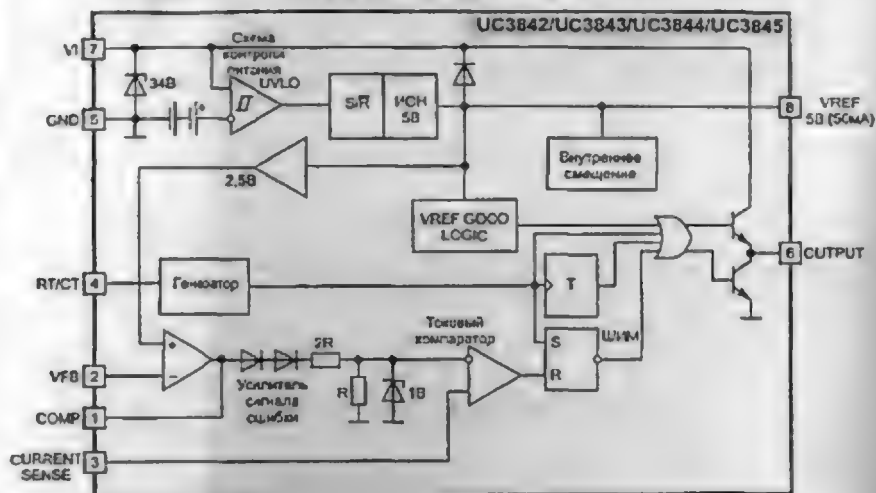 UC3842/UC3843/UC3844/UC3845
VI
7
Схема
контроля
питания
UVLO
34В
GND
5
S/R
ИОН
5В
8
VREF
5В (50мА)
Внутреннее
смещение
2,5В
VREF GOOD
LOGIC
RT/CT
4
Генератор
T
6
OUTPUT
Токовый
компаратор
ШИМ
S
R
+
−
2R
R
1В
VFB
2
Усилитель
сигнала
ошибки
COMP
1
CURRENT
SENSE
3